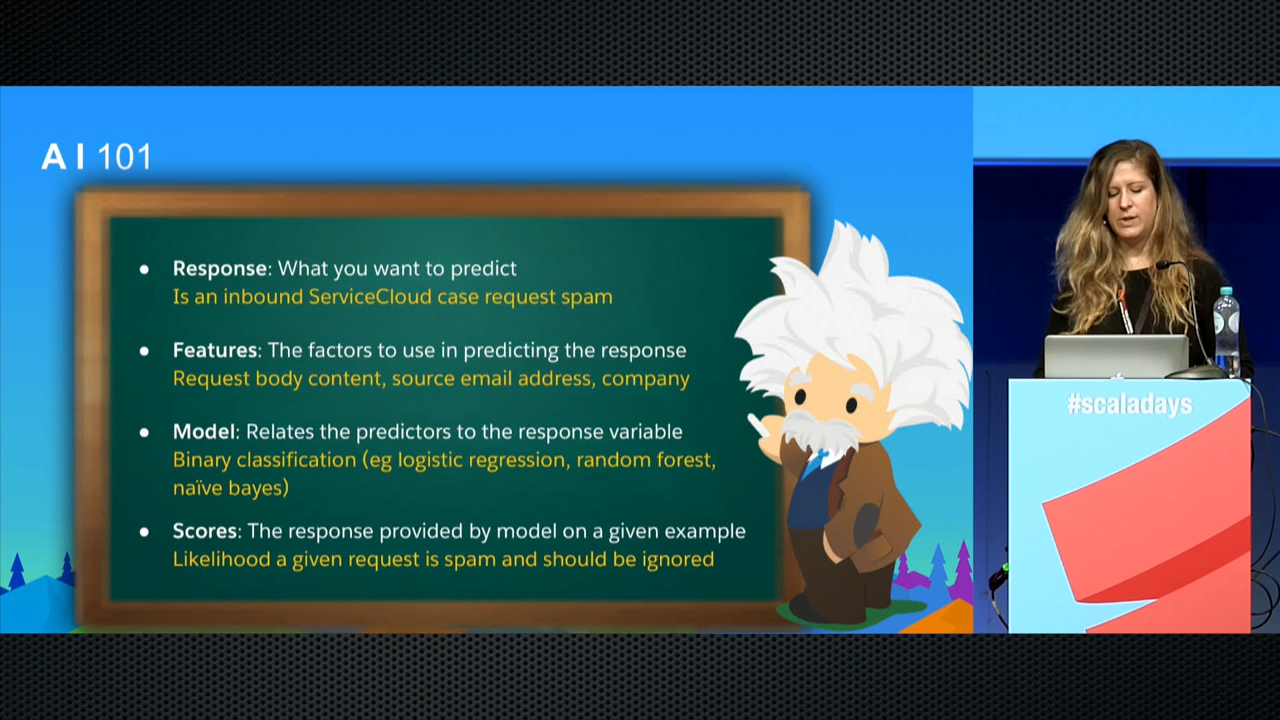 A I 101
● Response: What you want to predict
Is an inbound ServiceCloud case request spam
● Features: The factors to use in predicting the response
Request body content, source email address, company
● Model: Relates the predictors to the response variable
Binary classification (eg logistic regression, random forest,
naïve bayes)
● Scores: The response provided by model on a given example
Likelihood a given request is spam and should be ignored
#scaladays